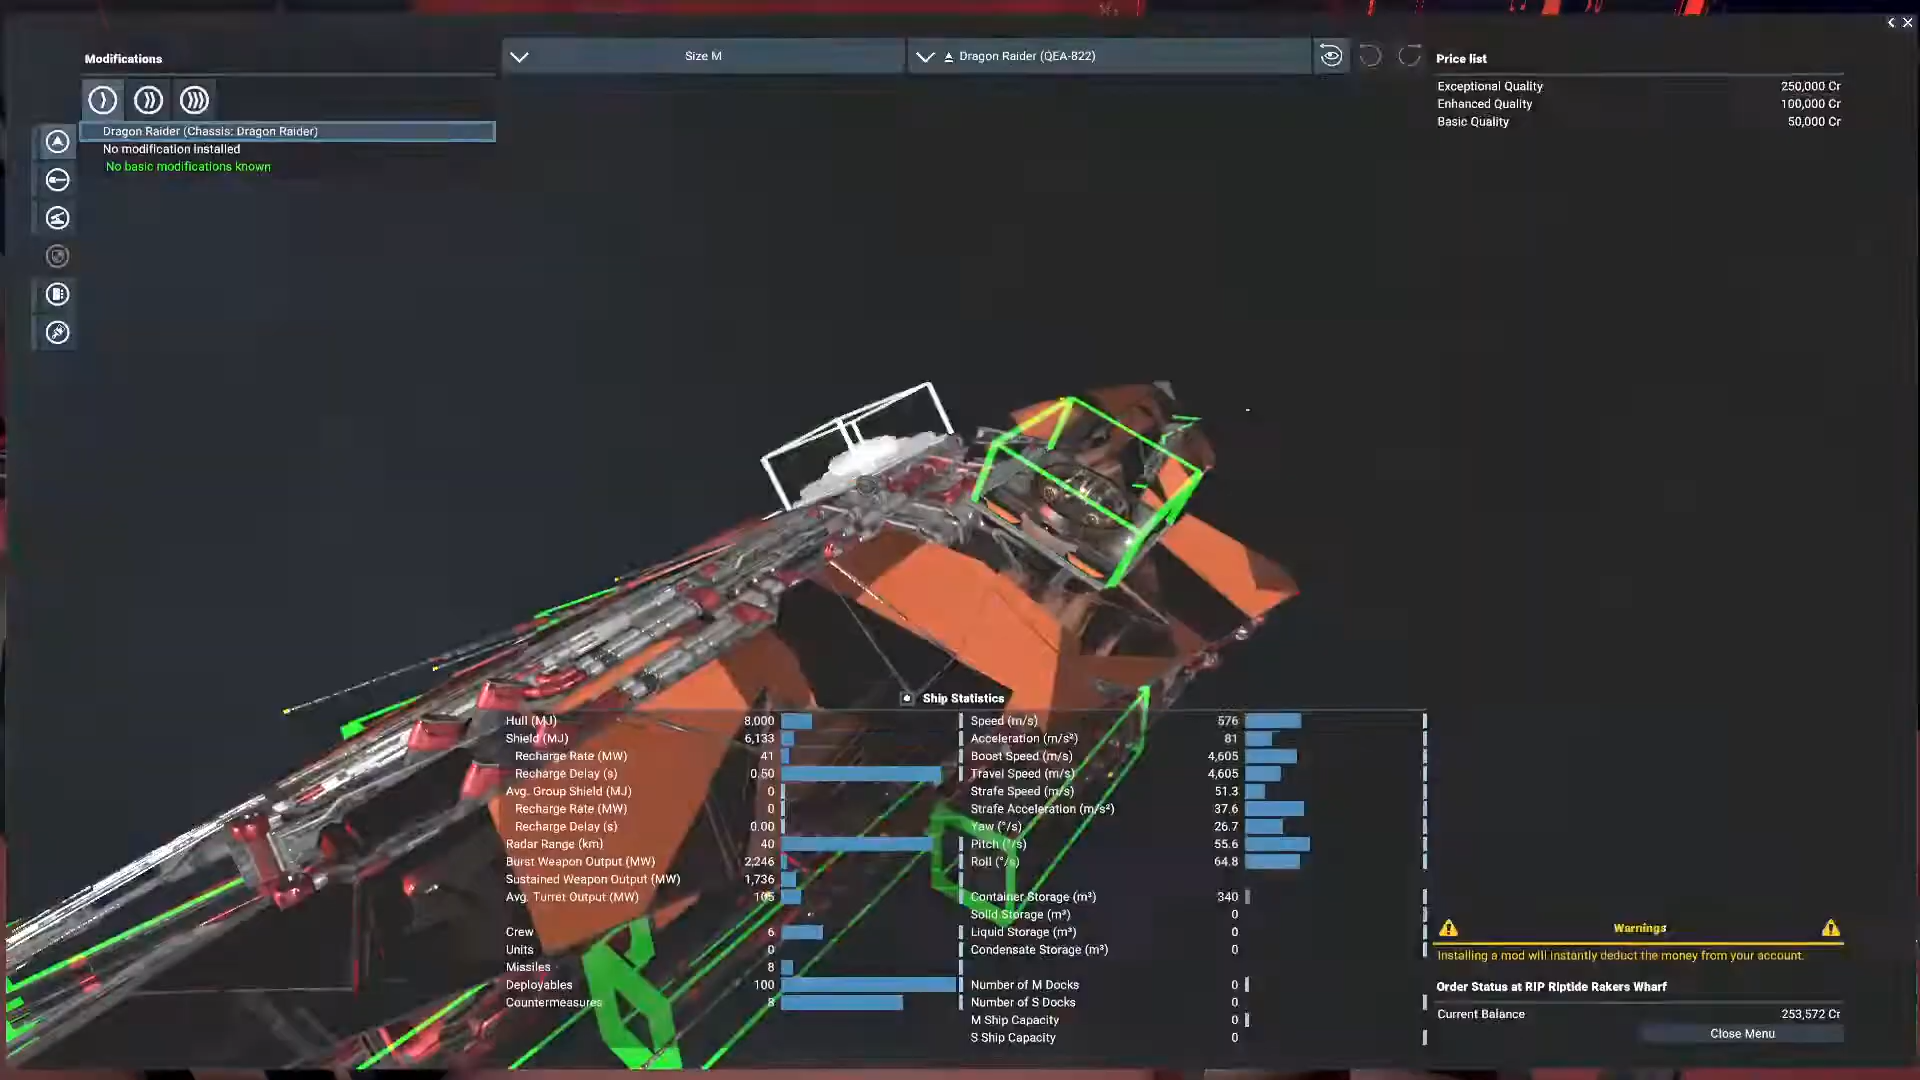 Modifications
Size M
Dragon Raider (QEA-822)
Price list
Exceptional Quality 250,000 Cr
Enhanced Quality 100,000 Cr
Basic Quality 50,000 Cr
Dragon Raider (Chassis: Dragon Raider)
No modification installed
No basic modifications known
Ship Statistics
Hull (MJ) 8,000
Shield (MJ) 6,133
Recharge Rate (MW) 41
Recharge Delay (s) 0.50
Avg. Group Shield (MJ) 0
Recharge Rate (MW) 0
Recharge Delay (s) 0.00
Radar Range (km) 40
Burst Weapon Output (MW) 2,246
Sustained Weapon Output (MW) 1,736
Avg. Turret Output (MW) 105
Crew 6
Units 0
Missiles 8
Deployables 100
Countermeasures 8
Speed (m/s) 576
Acceleration (m/s²) 81
Boost Speed (m/s) 4,605
Travel Speed (m/s) 4,605
Strafe Speed (m/s) 51.3
Strafe Acceleration (m/s²) 37.6
Yaw (°/s) 26.7
Pitch (°/s) 55.6
Roll (°/s) 64.8
Container Storage (m³) 340
Solid Storage (m³) 0
Liquid Storage (m³) 0
Condensate Storage (m³) 0
Number of M Docks 0
Number of S Docks 0
M Ship Capacity 0
S Ship Capacity 0
Warnings
Installing a mod will instantly deduct the money from your account.
Order Status at RIP Riptide Rakers Wharf
Current Balance 253,572 Cr
Close Menu